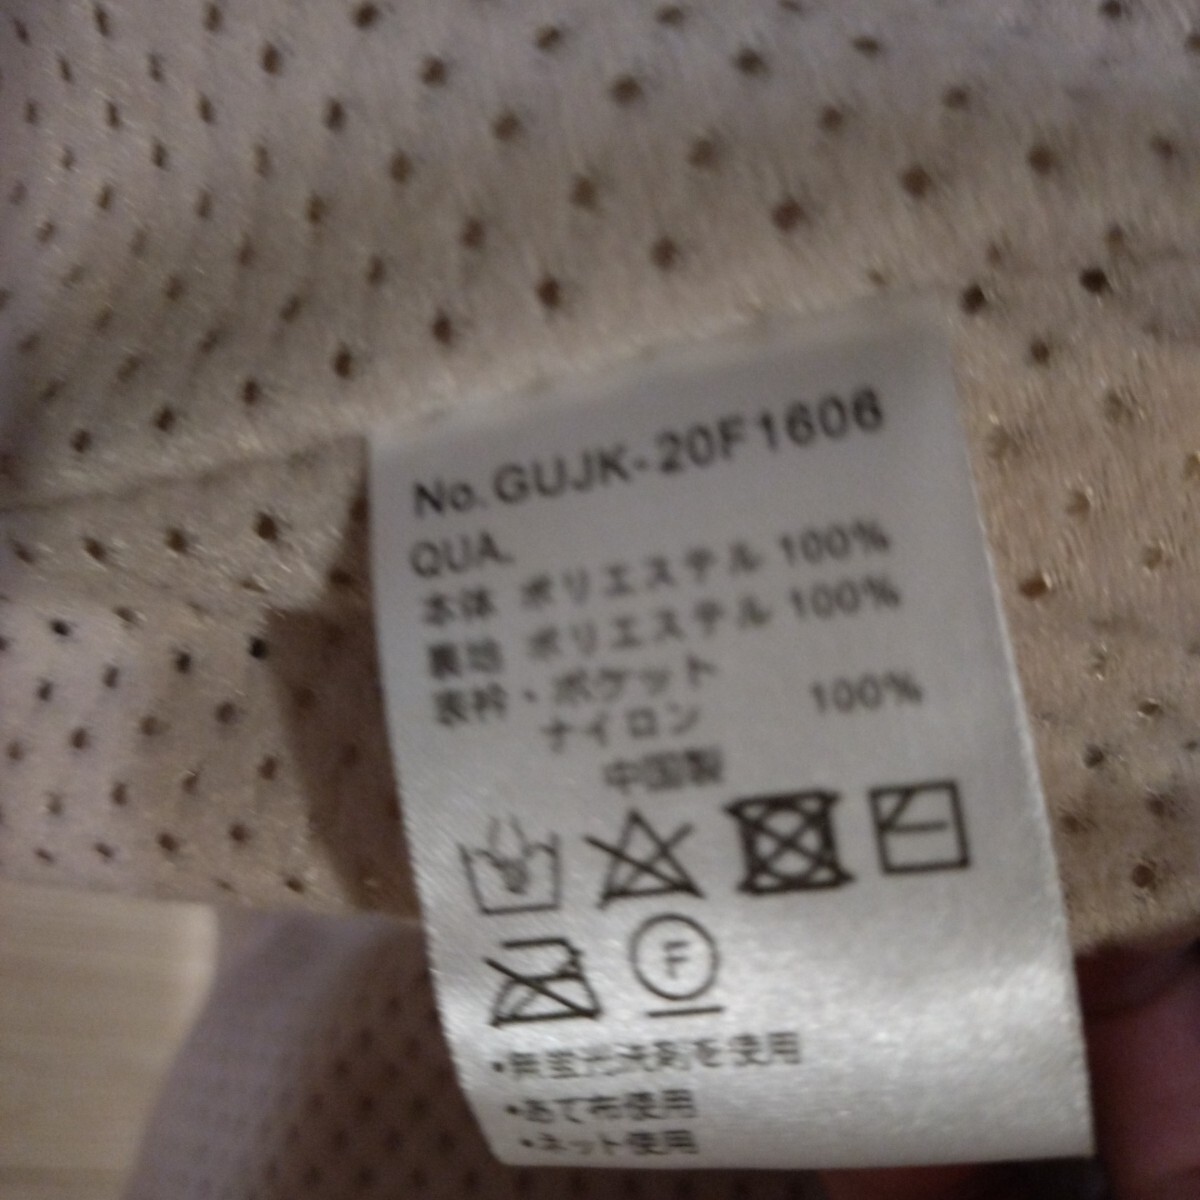 No.GUJK-20F1606
QUA.
本体 ポリエステル 100%
裏地 ポリエステル 100%
表衿・ポケット
ナイロン 100%
中国製
F
・無蛍光洗剤を使用
・あて布使用
・ネット使用